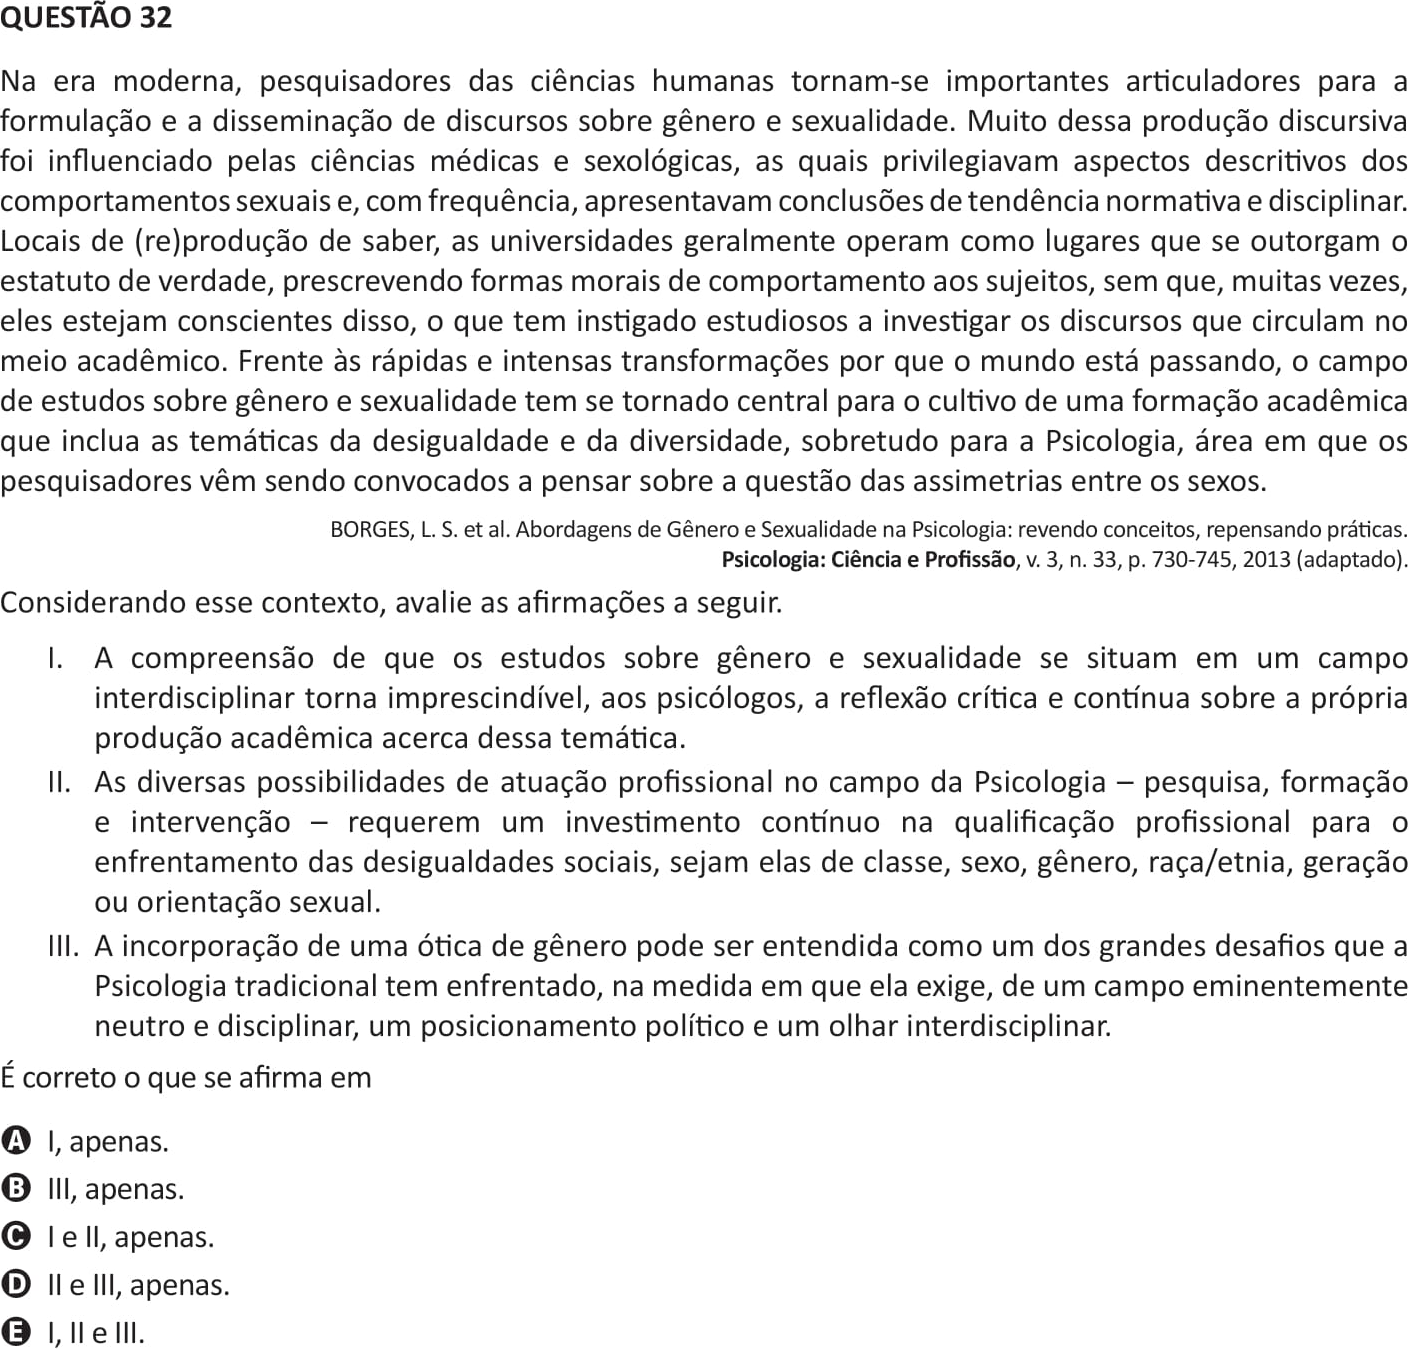 QUESTÃO 32
Na era moderna, pesquisadores das ciências humanas tornam-se importantes articuladores para a
formulação e a disseminação de discursos sobre gênero e sexualidade. Muito dessa produção discursiva
foi influenciado pelas ciências médicas e sexológicas, as quais privilegiavam aspectos descritivos dos
comportamentos sexuais e, com frequência, apresentavam conclusões de tendência normativa e disciplinar.
Locais de (re)produção de saber, as universidades geralmente operam como lugares que se outorgam o
estatuto de verdade, prescrevendo formas morais de comportamento aos sujeitos, sem que, muitas vezes,
eles estejam conscientes disso, o que tem instigado estudiosos a investigar os discursos que circulam no
meio acadêmico. Frente às rápidas e intensas transformações por que o mundo está passando, o campo
de estudos sobre gênero e sexualidade tem se tornado central para o cultivo de uma formação acadêmica
que inclua as temáticas da desigualdade e da diversidade, sobretudo para a Psicologia, área em que os
pesquisadores vêm sendo convocados a pensar sobre a questão das assimetrias entre os sexos.
BORGES, L. S. et al. Abordagens de Gênero e Sexualidade na Psicologia: revendo conceitos, repensando práticas.
Psicologia: Ciência e Profissão, v. 3, n. 33, p. 730-745, 2013 (adaptado).
Considerando esse contexto, avalie as afirmações a seguir.
I. A compreensão de que os estudos sobre gênero e sexualidade se situam em um campo
interdisciplinar torna imprescindível, aos psicólogos, a reflexão crítica e contínua sobre a própria
produção acadêmica acerca dessa temática.
II. As diversas possibilidades de atuação profissional no campo da Psicologia – pesquisa, formação
e intervenção – requerem um investimento contínuo na qualificação profissional para o
enfrentamento das desigualdades sociais, sejam elas de classe, sexo, gênero, raça/etnia, geração
ou orientação sexual.
III. A incorporação de uma ótica de gênero pode ser entendida como um dos grandes desafios que a
Psicologia tradicional tem enfrentado, na medida em que ela exige, de um campo eminentemente
neutro e disciplinar, um posicionamento político e um olhar interdisciplinar.
É correto o que se afirma em
A I, apenas.
B III, apenas.
C I e II, apenas.
D II e III, apenas.
E I, II e III.